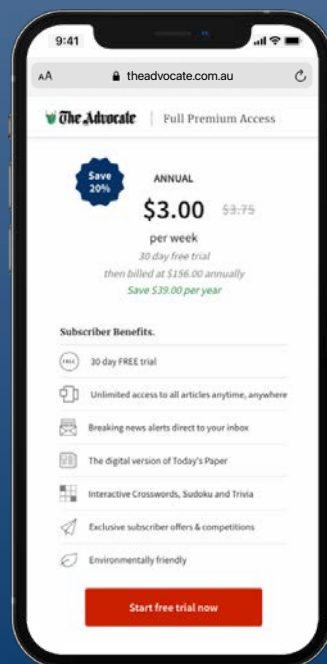 9:41
AA theadvocate.com.au
The Advocate Full Premium Access
Save
20%
ANNUAL
$3.00 $3.75
per week
30 day free trial
then billed at $156.00 annually
Save $39.00 per year
Subscriber Benefits.
FREE 30 day FREE trial
Unlimited access to all articles anytime, anywhere
Breaking news alerts direct to your inbox
The digital version of Today's Paper
Interactive Crosswords, Sudoku and Trivia
Exclusive subscriber offers & competitions
Environmentally friendly
Start free trial now